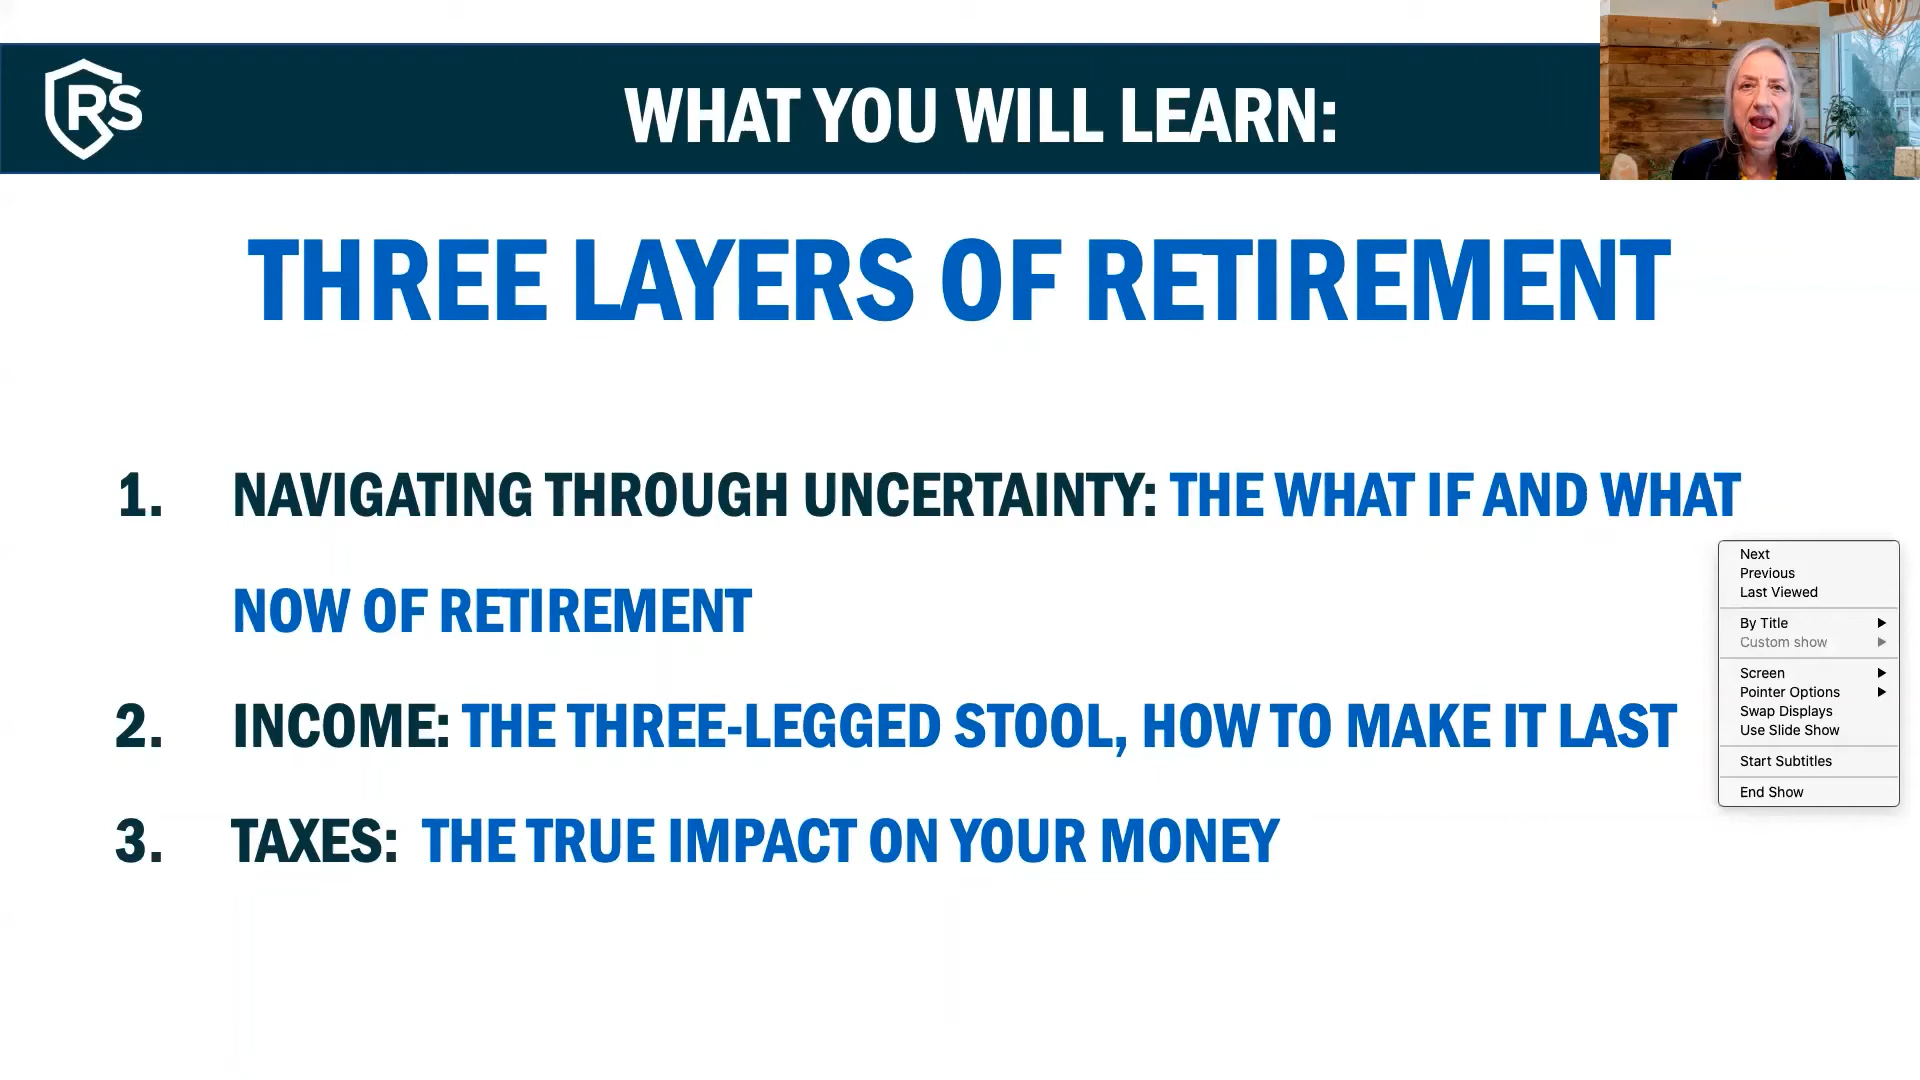 RS
WHAT YOU WILL LEARN:
THREE LAYERS OF RETIREMENT
1. NAVIGATING THROUGH UNCERTAINTY: THE WHAT IF AND WHAT
NOW OF RETIREMENT
2. INCOME: THE THREE-LEGGED STOOL, HOW TO MAKE IT LAST
3. TAXES: THE TRUE IMPACT ON YOUR MONEY
Next
Previous
Last Viewed
By Title
Custom show
Screen
Pointer Options
Swap Displays
Use Slide Show
Start Subtitles
End Show